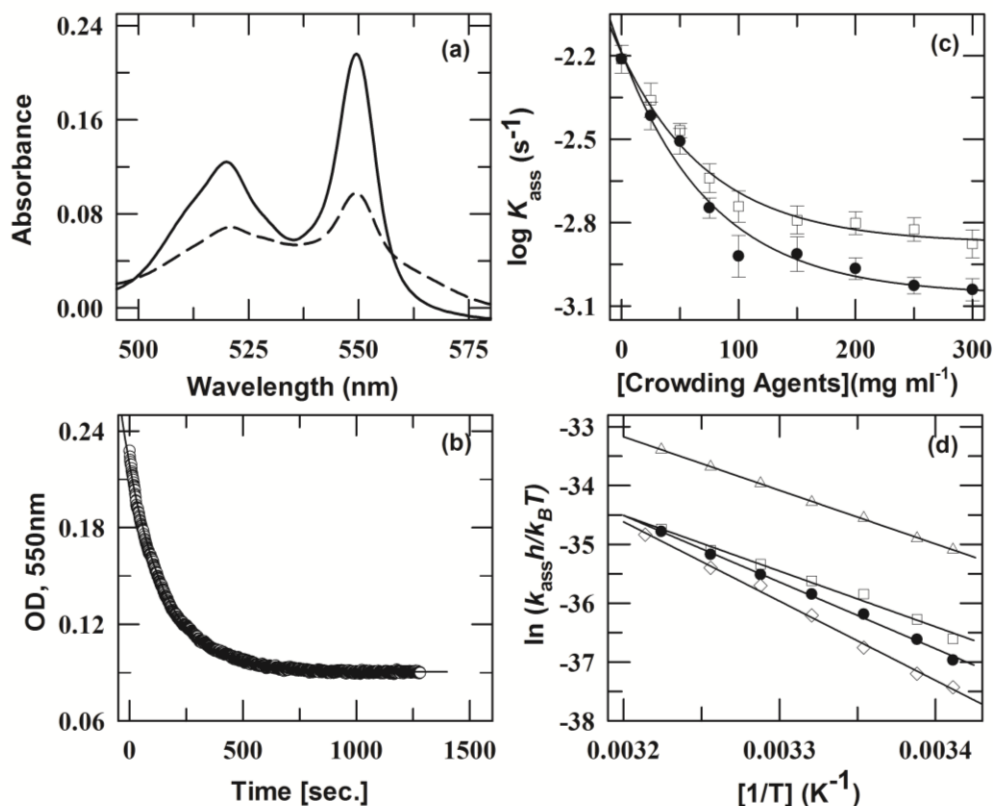 (a)
0.24
0.16
0.08
0.00
Absorbance
500 525 550 575
Wavelength (nm)
(c)
-2.2
-2.5
-2.8
-3.1
log K_ass (s⁻¹)
0 100 200 300
[Crowding Agents](mg ml⁻¹)
(b)
0.24
0.18
0.12
0.06
OD, 550nm
0 500 1000 1500
Time [sec.]
(d)
-33
-34
-35
-36
-37
-38
ln (k_ass h/k_B T)
0.0032 0.0033 0.0034
[1/T] (K⁻¹)